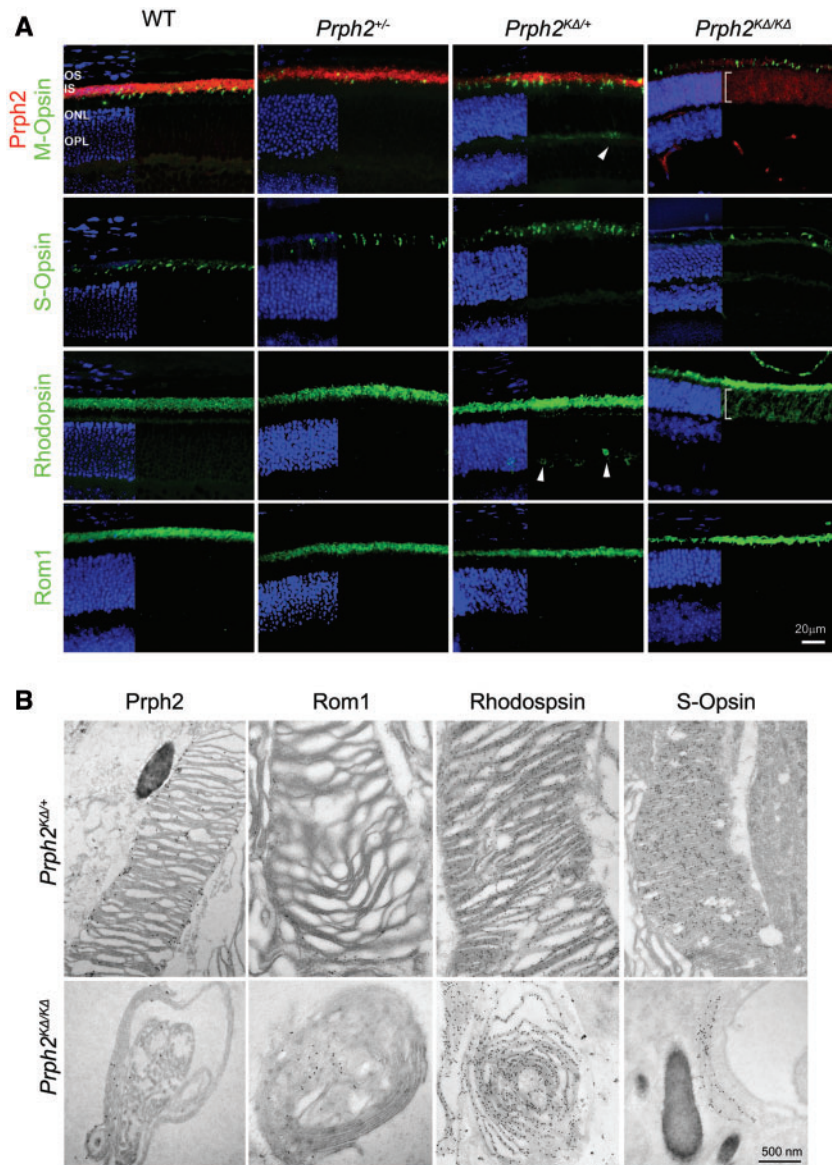 A
WT
Prph2+/-
Prph2KΔ/+
Prph2KΔ/KΔ
Prph2
M-Opsin
OS
IS
ONL
OPL
S-Opsin
Rhodopsin
Rom1
20μm
B
Prph2
Rom1
Rhodospsin
S-Opsin
Prph2KΔ/+
Prph2KΔ/KΔ
500 nm